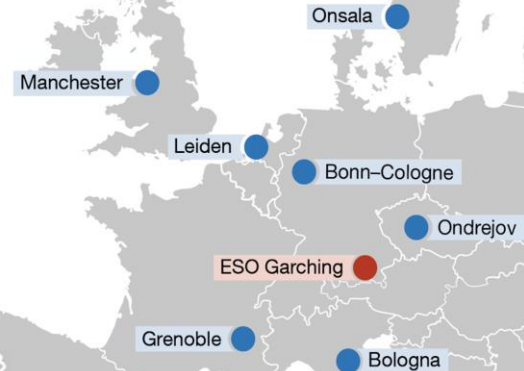 Onsala
Manchester
Leiden
Bonn–Cologne
Ondrejov
ESO Garching
Grenoble
Bologna